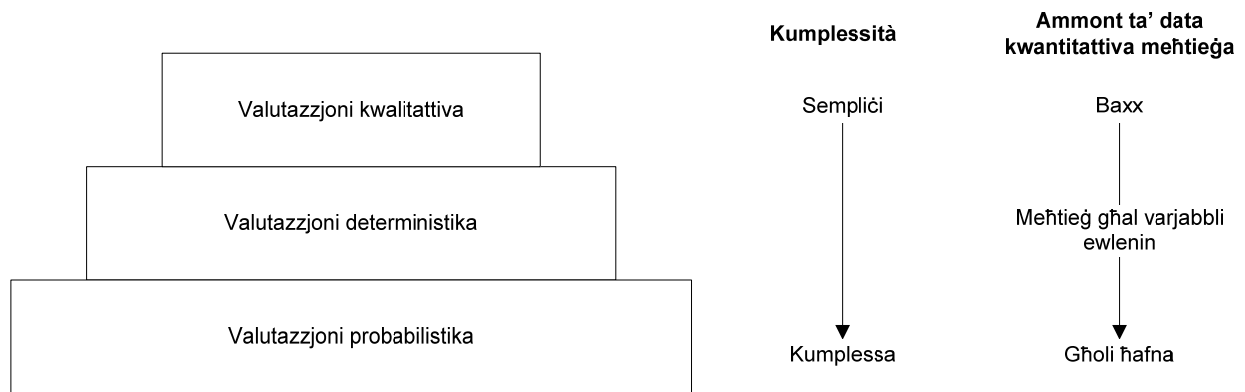 Kumplessità
Ammont ta’ data
kwantitattiva meħtieġa
Valutazzjoni kwalitattiva
Sempliċi
Baxx
Valutazzjoni deterministika
Meħtieġ għal varjabbli
ewlenin
Valutazzjoni probabilistika
Kumplessa
Għoli ħafna